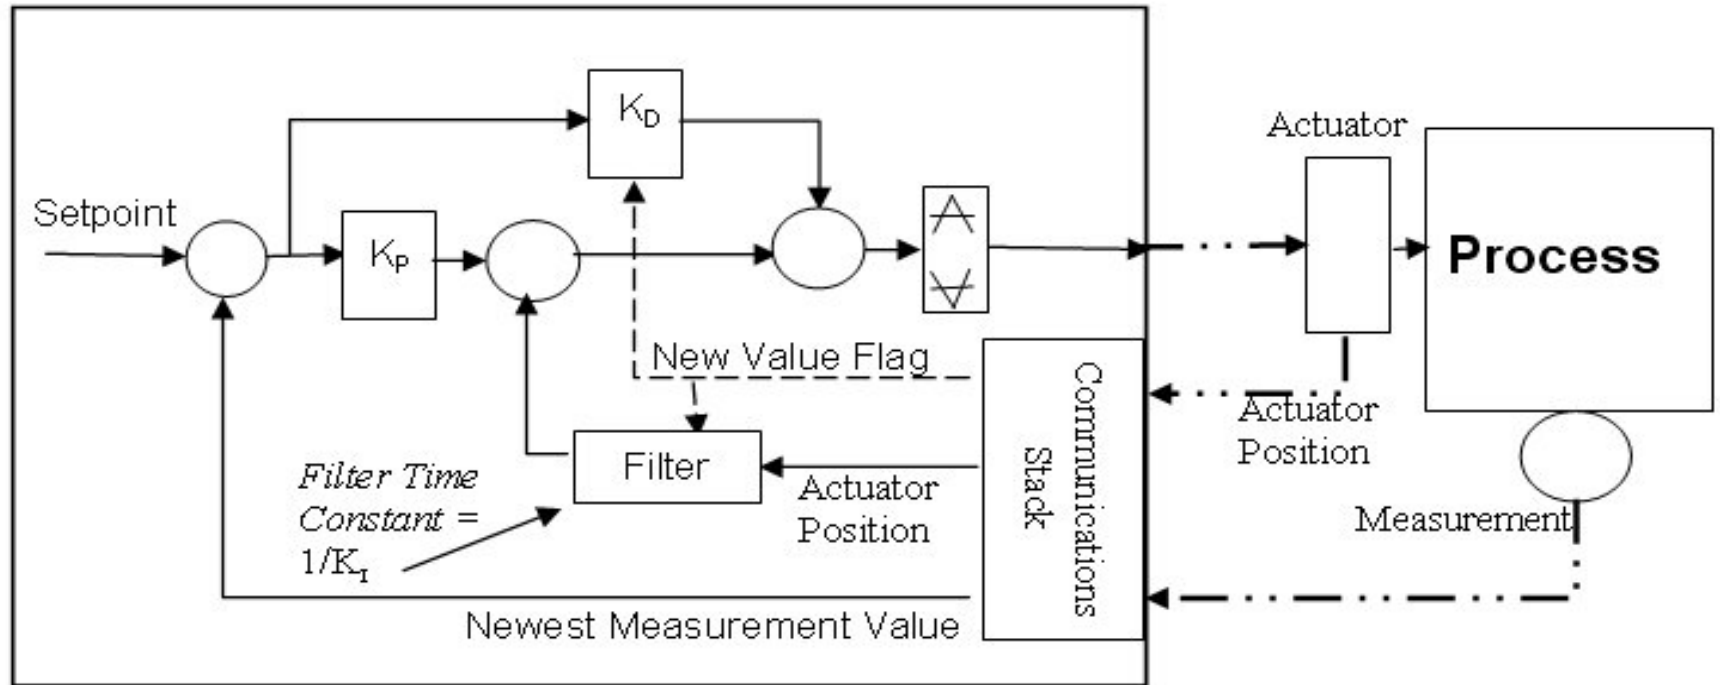 K_D
Actuator
Setpoint
K_P
Process
New Value Flag
Communications
Stack
Actuator
Position
Filter
Filter Time
Constant =
1/K_I
Actuator
Position
Measurement
Newest Measurement Value